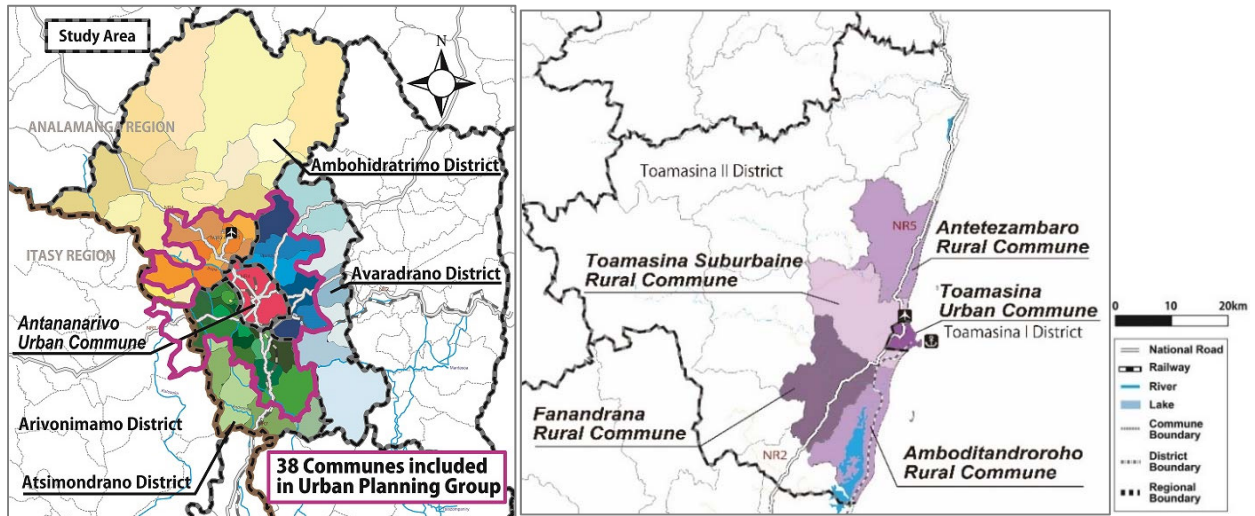 Study Area
N
ANALAMANGA REGION
Ambohidratrimo District
ITASY REGION
Avaradrano District
Antananarivo
Urban Commune
Arivonimamo District
Atsimondrano District
38 Communes included
in Urban Planning Group
Toamasina II District
NR5
Antetezambaro
Rural Commune
Toamasina Suburbaine
Rural Commune
Toamasina
Urban Commune
Toamasina I District
Fanandrana
Rural Commune
NR2
Amboditandroroho
Rural Commune
0 10 20km
National Road
Railway
River
Lake
Commune
Boundary
District
Boundary
Regional
Boundary